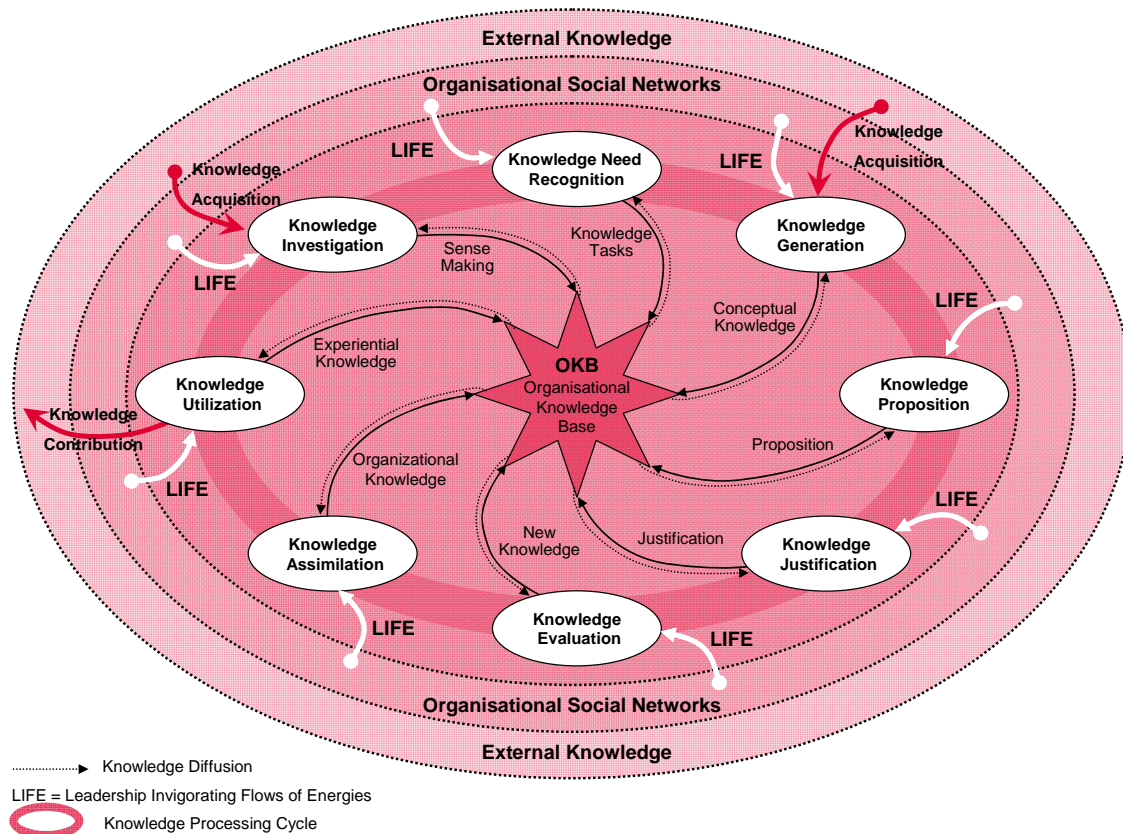 External Knowledge
Organisational Social Networks
LIFE
Knowledge Need
Recognition
LIFE
Knowledge
Acquisition
Knowledge
Acquisition
Knowledge
Investigation
LIFE
Sense
Making
Knowledge
Tasks
Knowledge
Generation
LIFE
Conceptual
Knowledge
Experiential
Knowledge
OKB
Organisational
Knowledge
Base
Knowledge
Utilization
Knowledge
Proposition
Knowledge
Contribution
Proposition
LIFE
Organizational
Knowledge
LIFE
New
Knowledge
Justification
Knowledge
Assimilation
Knowledge
Justification
LIFE
Knowledge
Evaluation
LIFE
Organisational Social Networks
External Knowledge
Knowledge Diffusion
LIFE = Leadership Invigorating Flows of Energies
Knowledge Processing Cycle